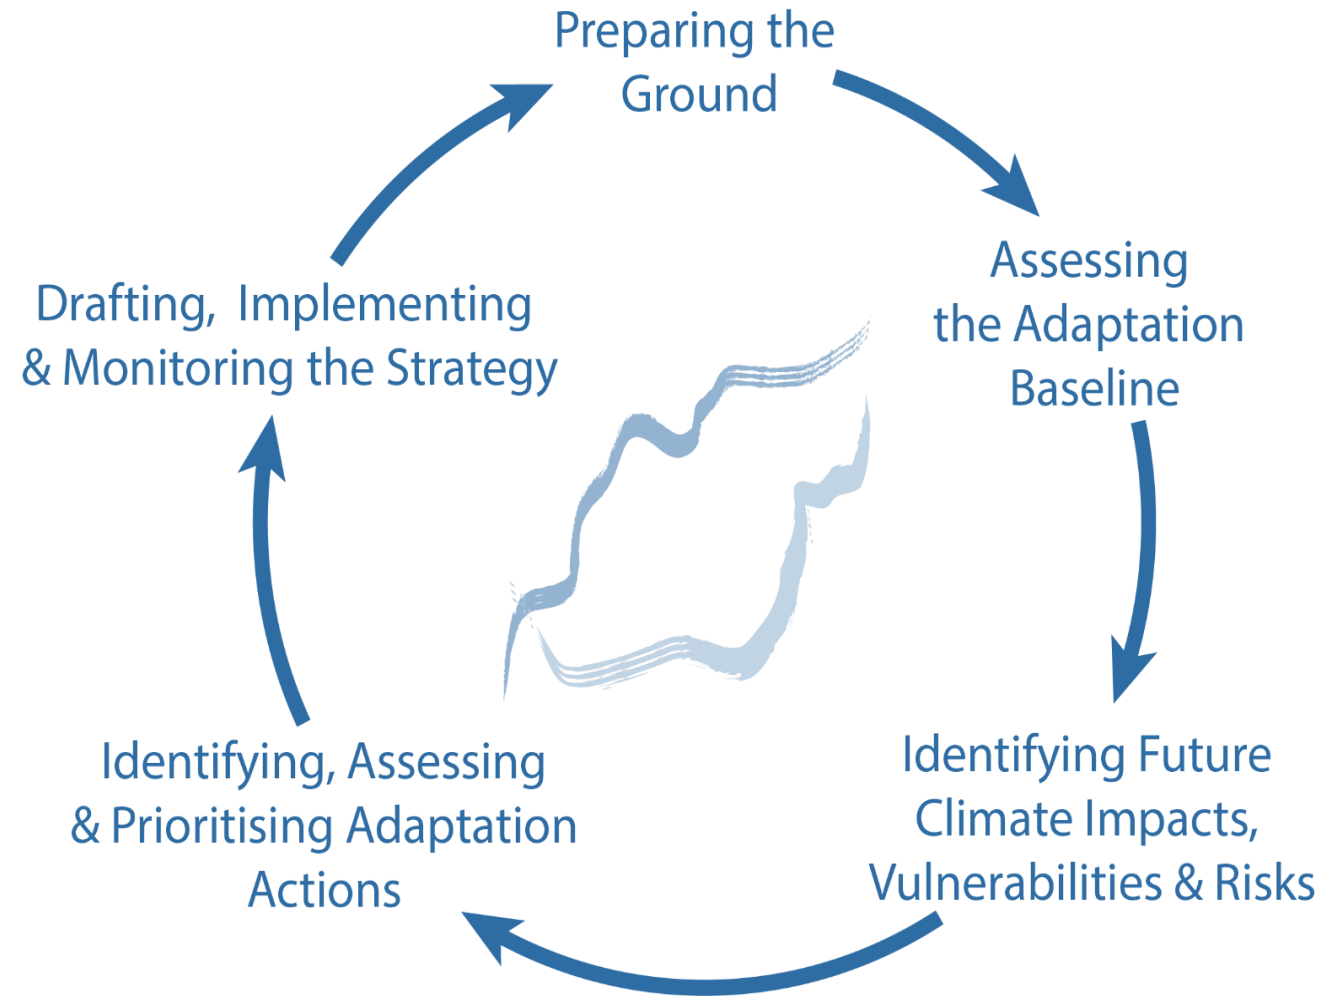 Preparing the
Ground
Assessing
the Adaptation
Baseline
Identifying Future
Climate Impacts,
Vulnerabilities & Risks
Identifying, Assessing
& Prioritising Adaptation
Actions
Drafting, Implementing
& Monitoring the Strategy